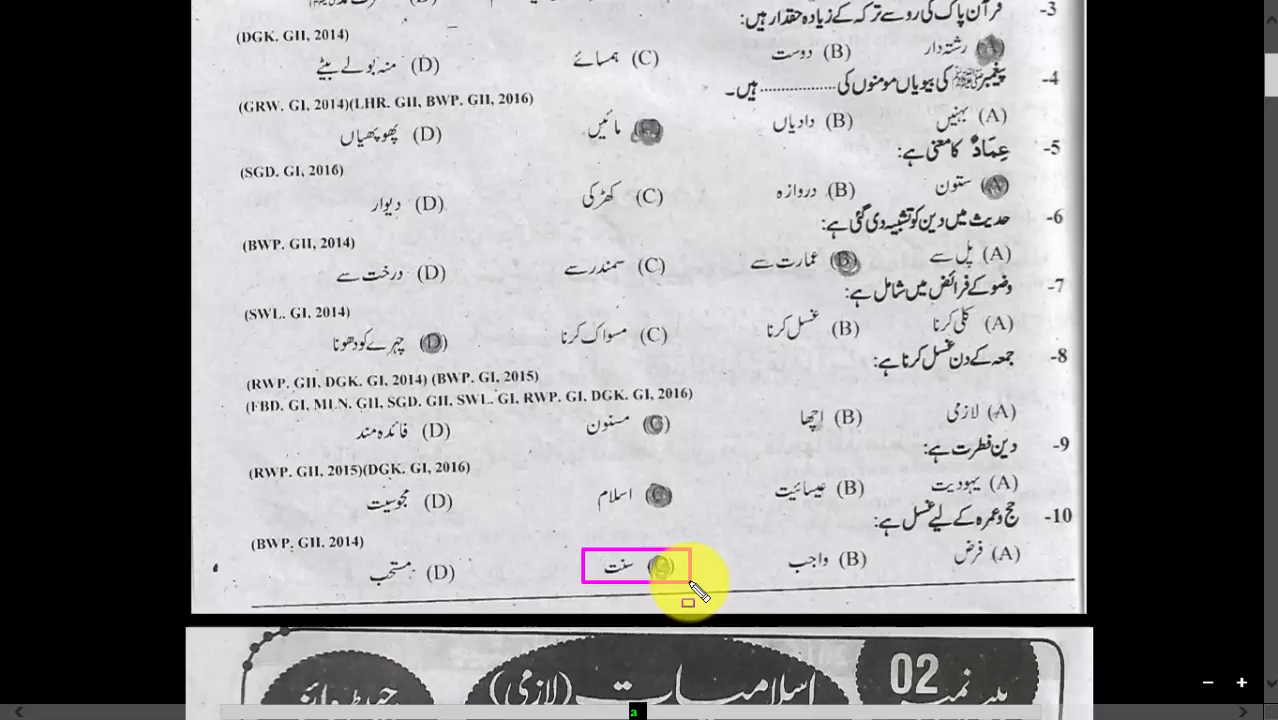 -3 قرآن پاک کی رو سے ترکہ کے زیادہ حقدار ہیں:
(DGK. GII, 2014)
(A) رشتہ دار (B) دوست (C) ہمسائے (D) منہ بولے بیٹے
-4 پیغمبر ﷺ کی بیویاں مومنوں کی ................ ہیں۔
(GRW. GI, 2014)(LHR. GII, BWP. GII, 2016)
(A) بہنیں (B) دادیاں مائیں (D) پھوپھیاں
-5 عِمَادٌ کا معنی ہے:
(SGD. GI, 2016)
(A) ستون (B) دروازہ (C) کھڑکی (D) دیوار
-6 حدیث میں دین کو تشبیہ دی گئی ہے:
(BWP. GII, 2014)
(A) پل سے (B) عمارت سے (C) سمندر سے (D) درخت سے
-7 وضو کے فرائض میں شامل ہے:
(SWL. GI, 2014)
(A) کلی کرنا (B) غسل کرنا (C) مسواک کرنا (D) چہرے کو دھونا
-8 جمعہ کے دن غسل کرنا ہے:
(RWP. GII, DGK. GI, 2014) (BWP. GI, 2015)
(FBD. GI, MLN. GII, SGD. GII, SWL. GI, RWP. GI, DGK. GI, 2016)
(A) لازمی (B) اچھا (C) مسنون (D) فائدہ مند
-9 دین فطرت ہے:
(RWP. GII, 2015)(DGK. GI, 2016)
(A) یہودیت (B) عیسائیت (C) اسلام (D) مجوسیت
-10 حج و عمرہ کے لیے غسل ہے:
(BWP. GII, 2014)
(A) فرض (B) واجب (C) سنت (D) مستحب
02 اسلامیات (لازمی)
a